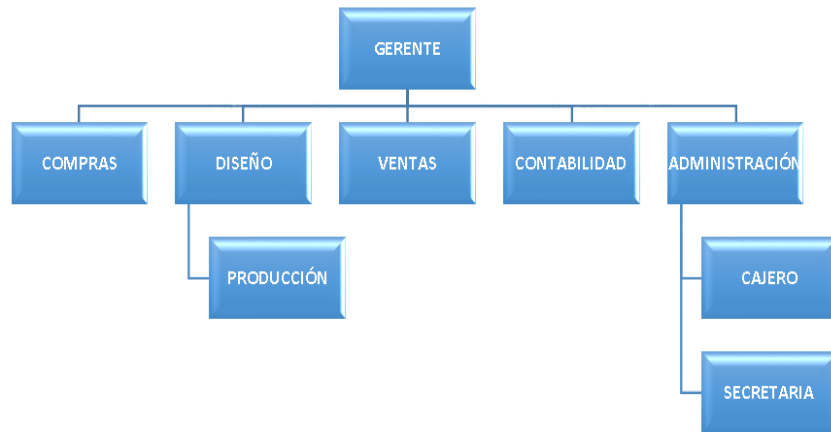 GERENTE
COMPRAS
DISEÑO
VENTAS
CONTABILIDAD
ADMINISTRACIÓN
PRODUCCIÓN
CAJERO
SECRETARIA